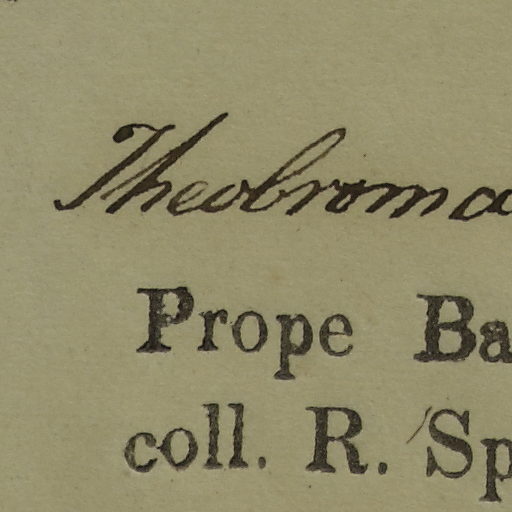 Theobroma
Prope Ba
coll. R. Sp